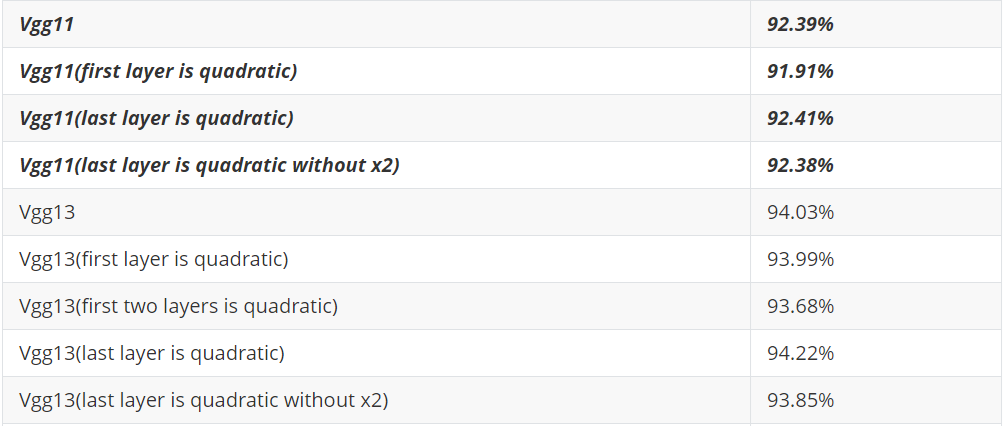 Vgg11 92.39%
Vgg11(first layer is quadratic) 91.91%
Vgg11(last layer is quadratic) 92.41%
Vgg11(last layer is quadratic without x2) 92.38%
Vgg13 94.03%
Vgg13(first layer is quadratic) 93.99%
Vgg13(first two layers is quadratic) 93.68%
Vgg13(last layer is quadratic) 94.22%
Vgg13(last layer is quadratic without x2) 93.85%